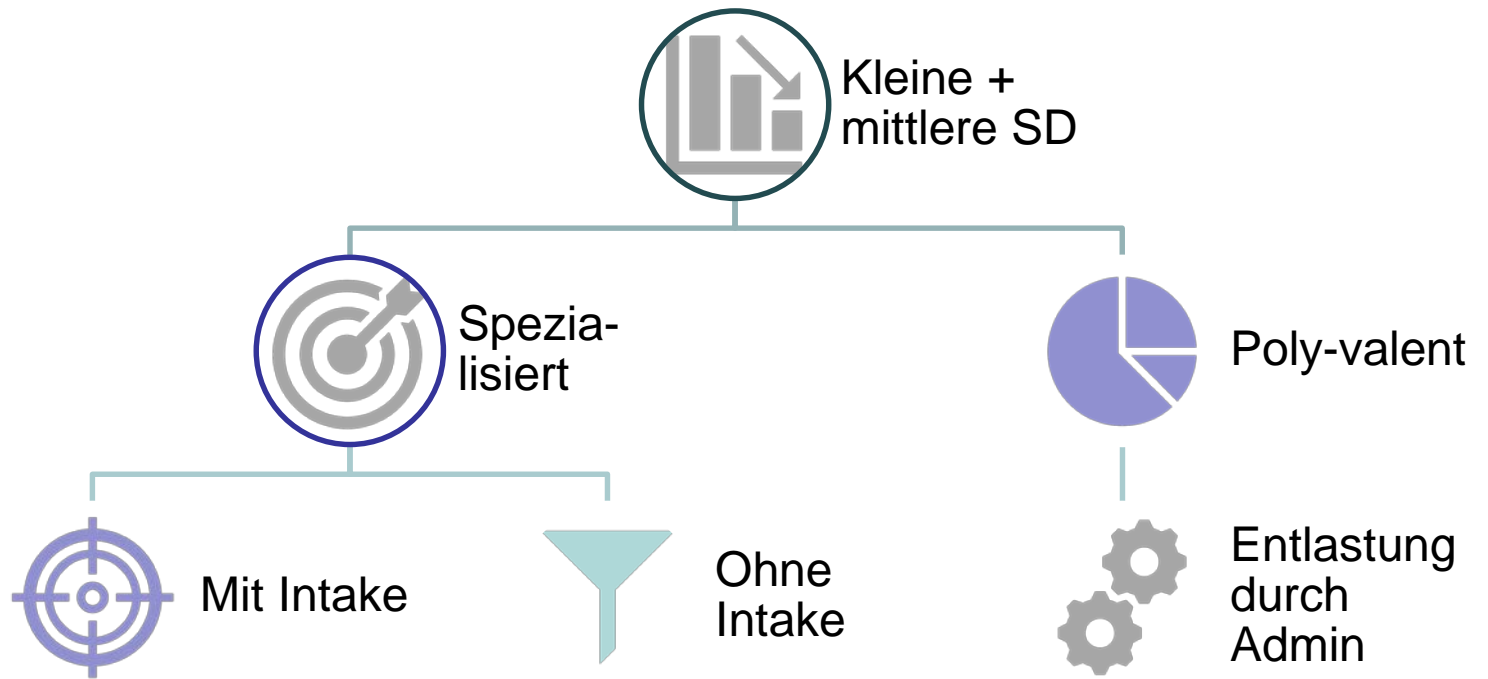 Kleine +
mittlere SD
Spezia-
lisiert
Poly-valent
Mit Intake
Ohne
Intake
Entlastung
durch
Admin